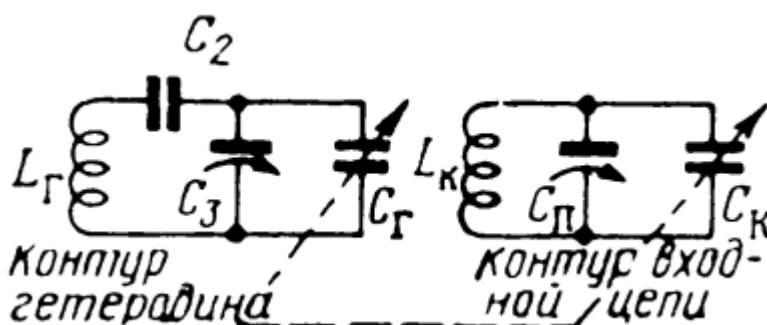 C2
Lг C3 Cг Lк Cп Cк
контур
гетеродина
контур вход-
ной цепи